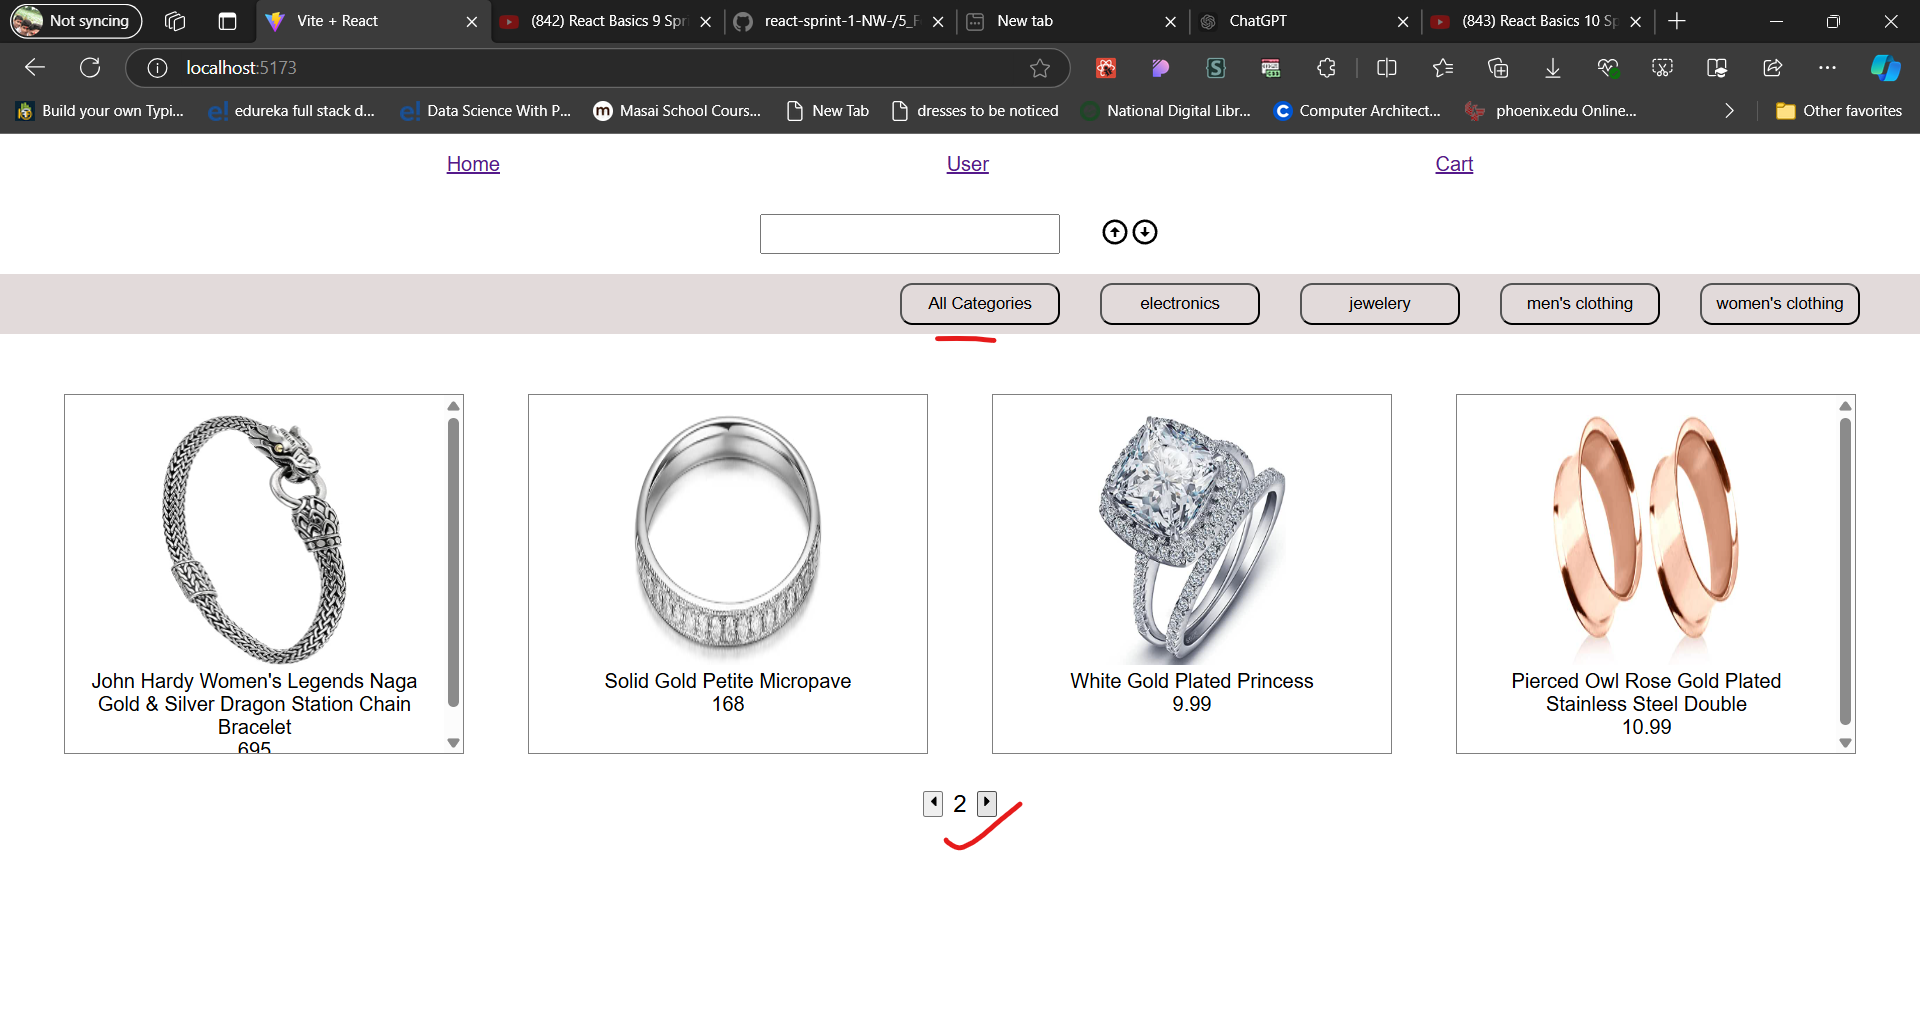 Not syncing
Vite + React
(842) React Basics 9 Spri
react-sprint-1-NW-/5_F
New tab
ChatGPT
(843) React Basics 10 Sp
localhost:5173
Build your own Typi...
edureka full stack d...
Data Science With P...
Masai School Cours...
New Tab
dresses to be noticed
National Digital Libr...
Computer Architect...
phoenix.edu Online...
Other favorites
Home
User
Cart
All Categories
electronics
jewelery
men's clothing
women's clothing
John Hardy Women's Legends Naga
Gold & Silver Dragon Station Chain
Bracelet
695
Solid Gold Petite Micropave
168
White Gold Plated Princess
9.99
Pierced Owl Rose Gold Plated
Stainless Steel Double
10.99
2